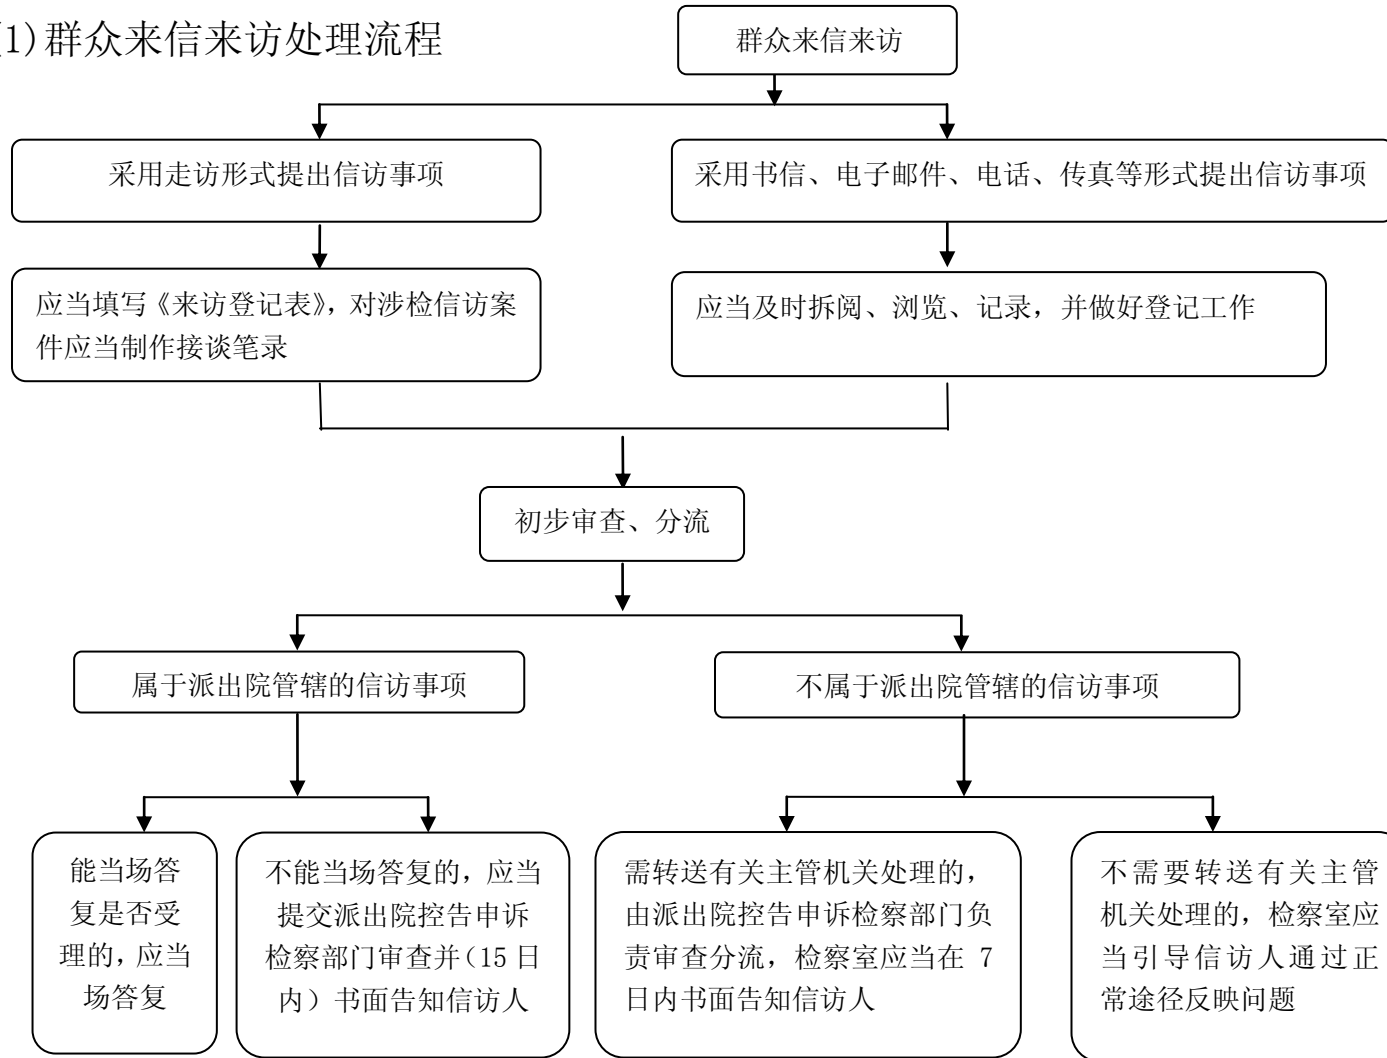 1)群众来信来访处理流程
群众来信来访
采用走访形式提出信访事项
采用书信、电子邮件、电话、传真等形式提出信访事项
应当填写《来访登记表》，对涉检信访案
件应当制作接谈笔录
应当及时拆阅、浏览、记录，并做好登记工作
初步审查、分流
属于派出院管辖的信访事项
不属于派出院管辖的信访事项
能当场答
复是否受
理的，应当
场答复
不能当场答复的，应当
提交派出院控告申诉
检察部门审查并（15 日
内）书面告知信访人
需转送有关主管机关处理的，
由派出院控告申诉检察部门负
责审查分流，检察室应当在 7
日内书面告知信访人
不需要转送有关主管
机关处理的，检察室应
当引导信访人通过正
常途径反映问题